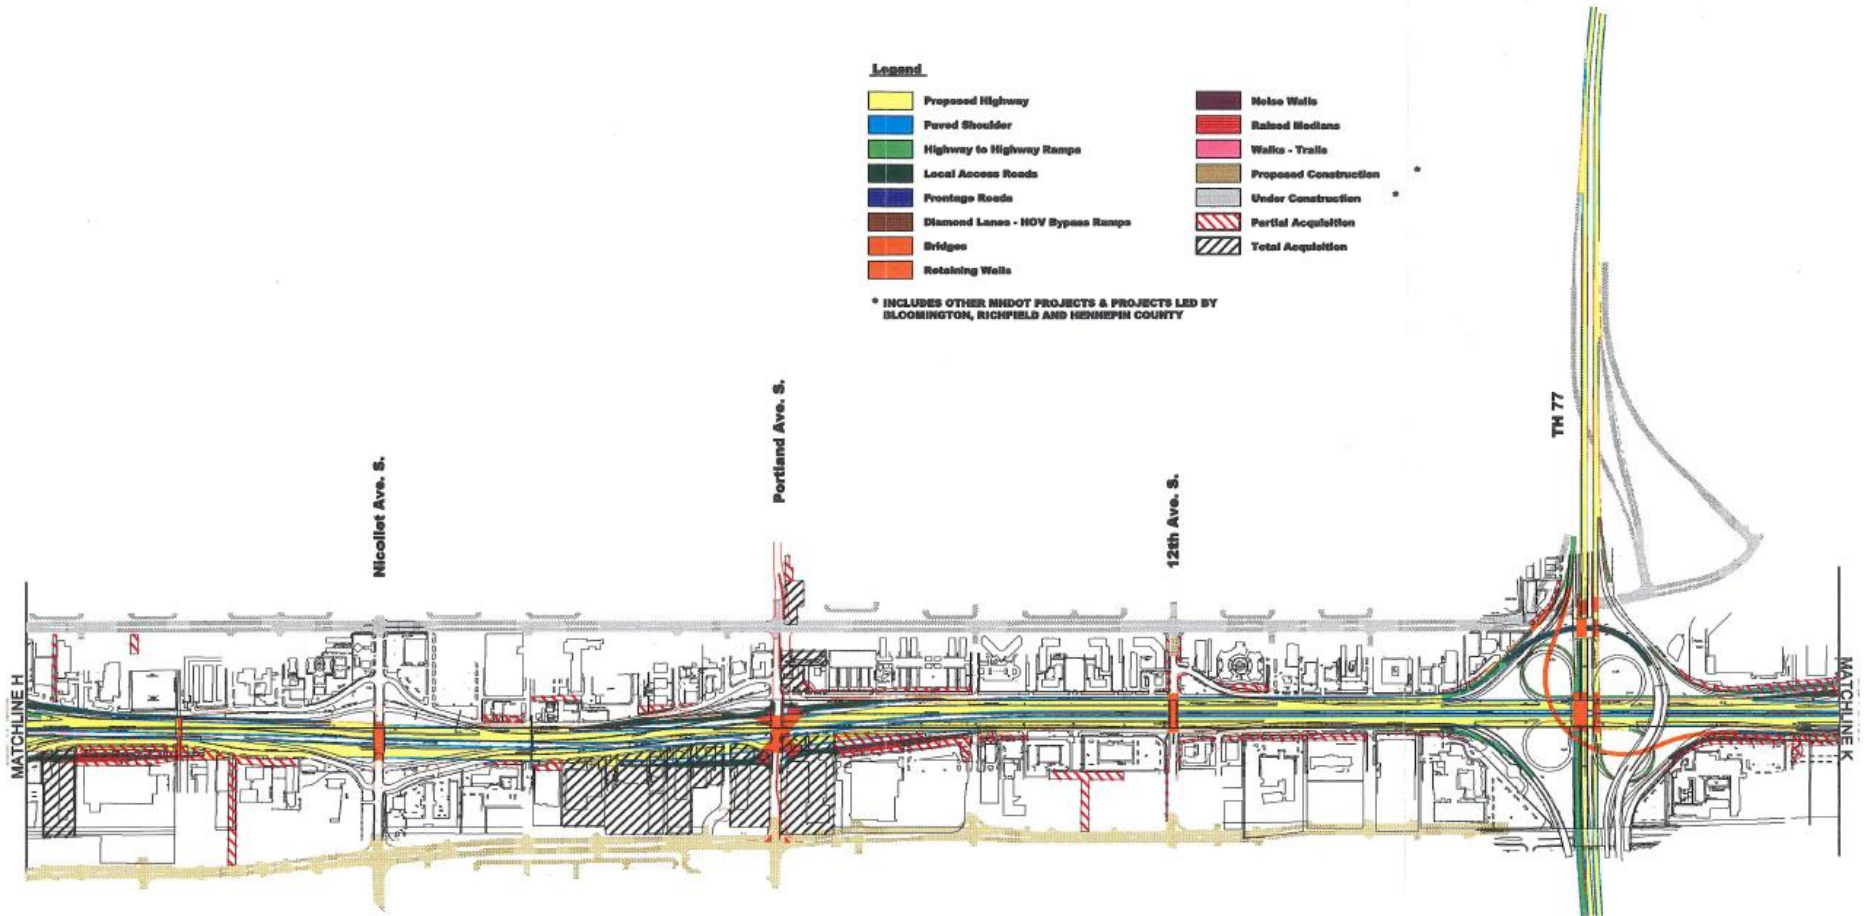 Legend
Proposed Highway
Paved Shoulder
Highway to Highway Ramps
Local Access Roads
Frontage Roads
Diamond Lanes - HOV Bypass Ramps
Bridges
Retaining Walls
Noise Walls
Raised Medians
Walks - Trails
Proposed Construction *
Under Construction *
Partial Acquisition
Total Acquisition
* INCLUDES OTHER MNDOT PROJECTS & PROJECTS LED BY
BLOOMINGTON, RICHFIELD AND HENNEPIN COUNTY
MATCHLINE H
Nicollet Ave. S.
Portland Ave. S.
12th Ave. S.
TH 77
MATCHLINE K